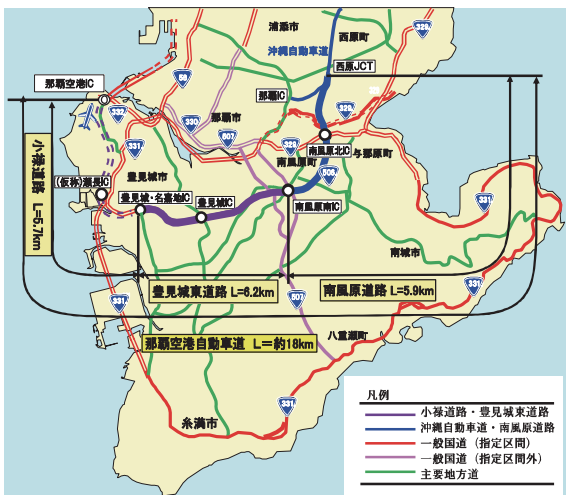 浦添市
西原町
329
沖縄自動車道
西原JCT
58
那覇空港IC
那覇IC
332
330
那覇市
329
507
329
南風原北IC
与那原町
331
南風原町
506
小禄道路 L=5.7km
豊見城市
((仮称)瀬長IC
豊見城・名嘉地IC
豊見城IC
南風原南IC
331
南城市
豊見城東道路 L=6.2km
南風原道路 L=5.9km
331
507
331
那覇空港自動車道 L=約18km
八重瀬町
331
糸満市
凡例
小禄道路・豊見城東道路
沖縄自動車道・南風原道路
一般国道(指定区間)
一般国道(指定区間外)
主要地方道